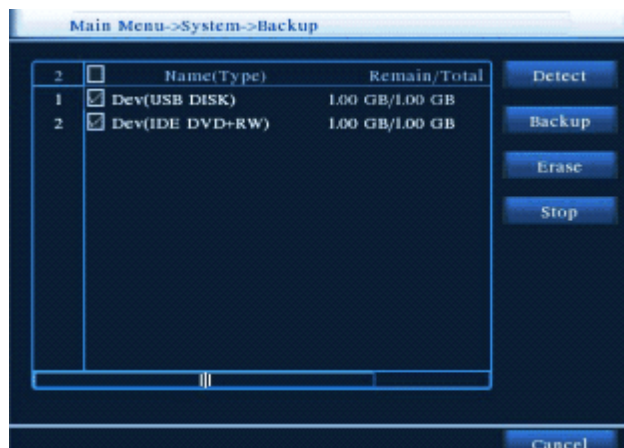 Main Menu->System->Backup
2 Name(Type) Remain/Total
1 Dev(USB DISK) 1.00 GB/1.00 GB
2 Dev(IDE DVD+RW) 1.00 GB/1.00 GB
Detect
Backup
Erase
Stop
Cancel